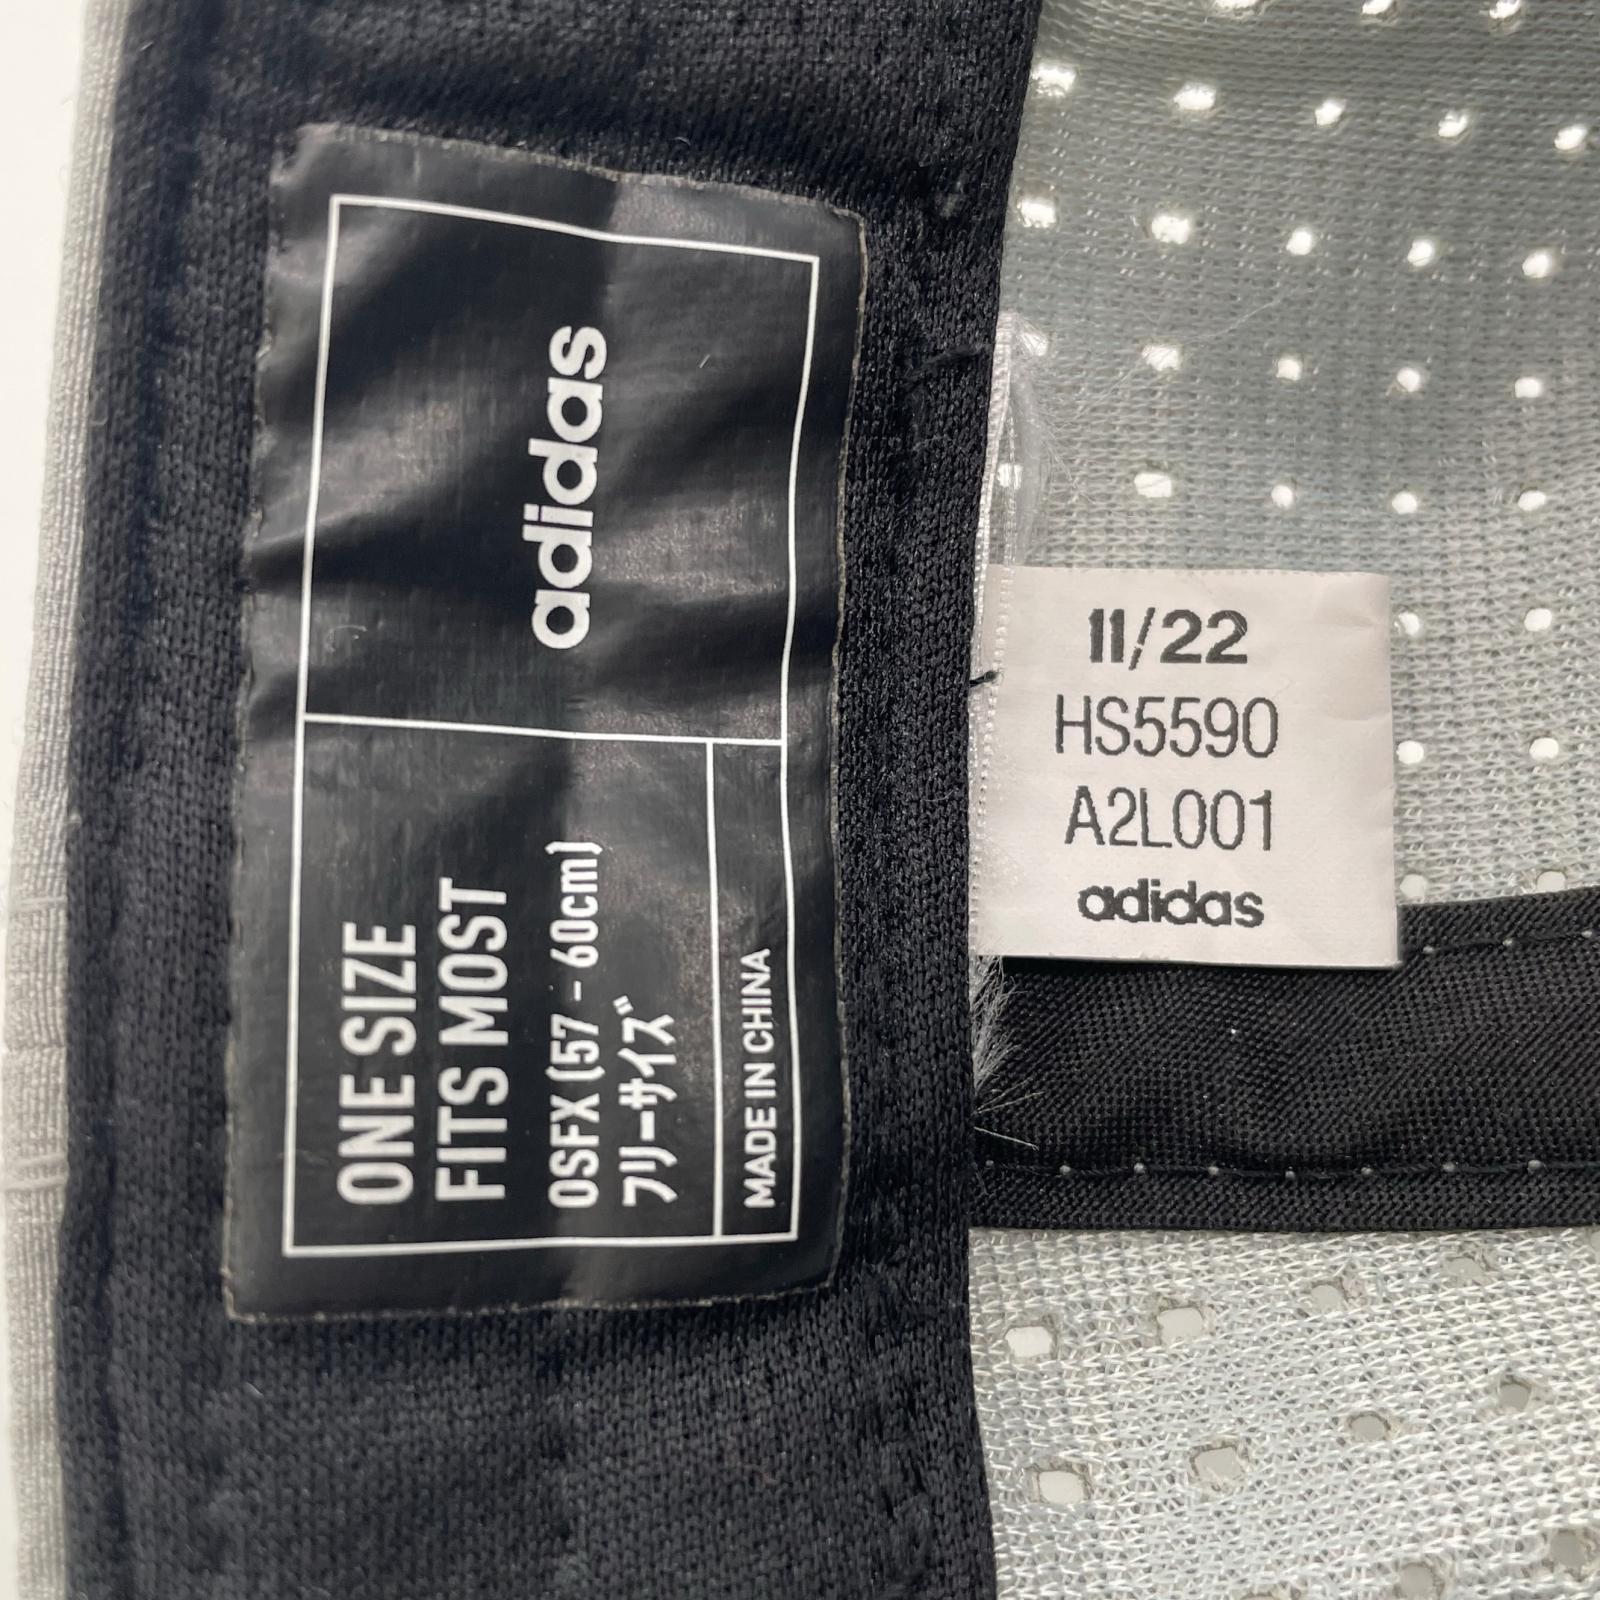 adidas
ONE SIZE
FITS MOST
OSFX (57 - 60cm)
フリーサイズ
MADE IN CHINA
11/22
HS5590
A2L001
adidas